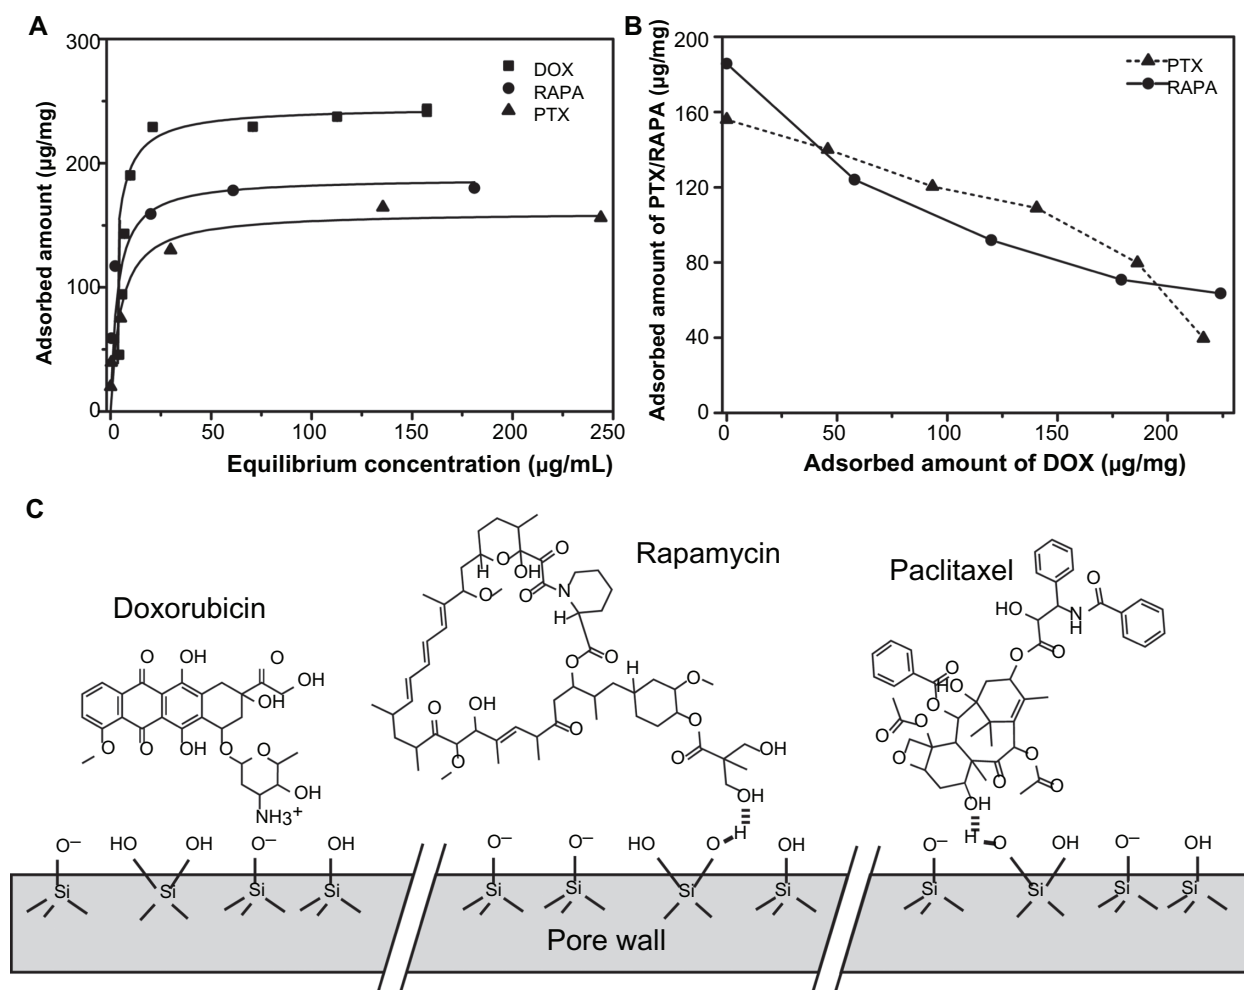 A
300
200
100
0
0 50 100 150 200 250
Adsorbed amount (µg/mg)
Equilibrium concentration (µg/mL)
DOX
RAPA
PTX
B
200
160
120
80
40
0
0 50 100 150 200
Adsorbed amount of PTX/RAPA (µg/mg)
Adsorbed amount of DOX (µg/mg)
PTX
RAPA
C
Doxorubicin
O OH O OH
OH
O O OH O
O
OH
NH3+
Rapamycin
O
O
H OH
O
O N
H
O
O
H
O
OH
O
O
O
O
O
OH
OH
Paclitaxel
O
HO
N
H
O
O
O
HO
O
O
O
O
O
O
O
OH
O– HO OH O– OH
O– O– HO O H OH
O– H O OH O– OH
Si Si Si Si
Si Si Si Si
Si Si Si Si
Pore wall